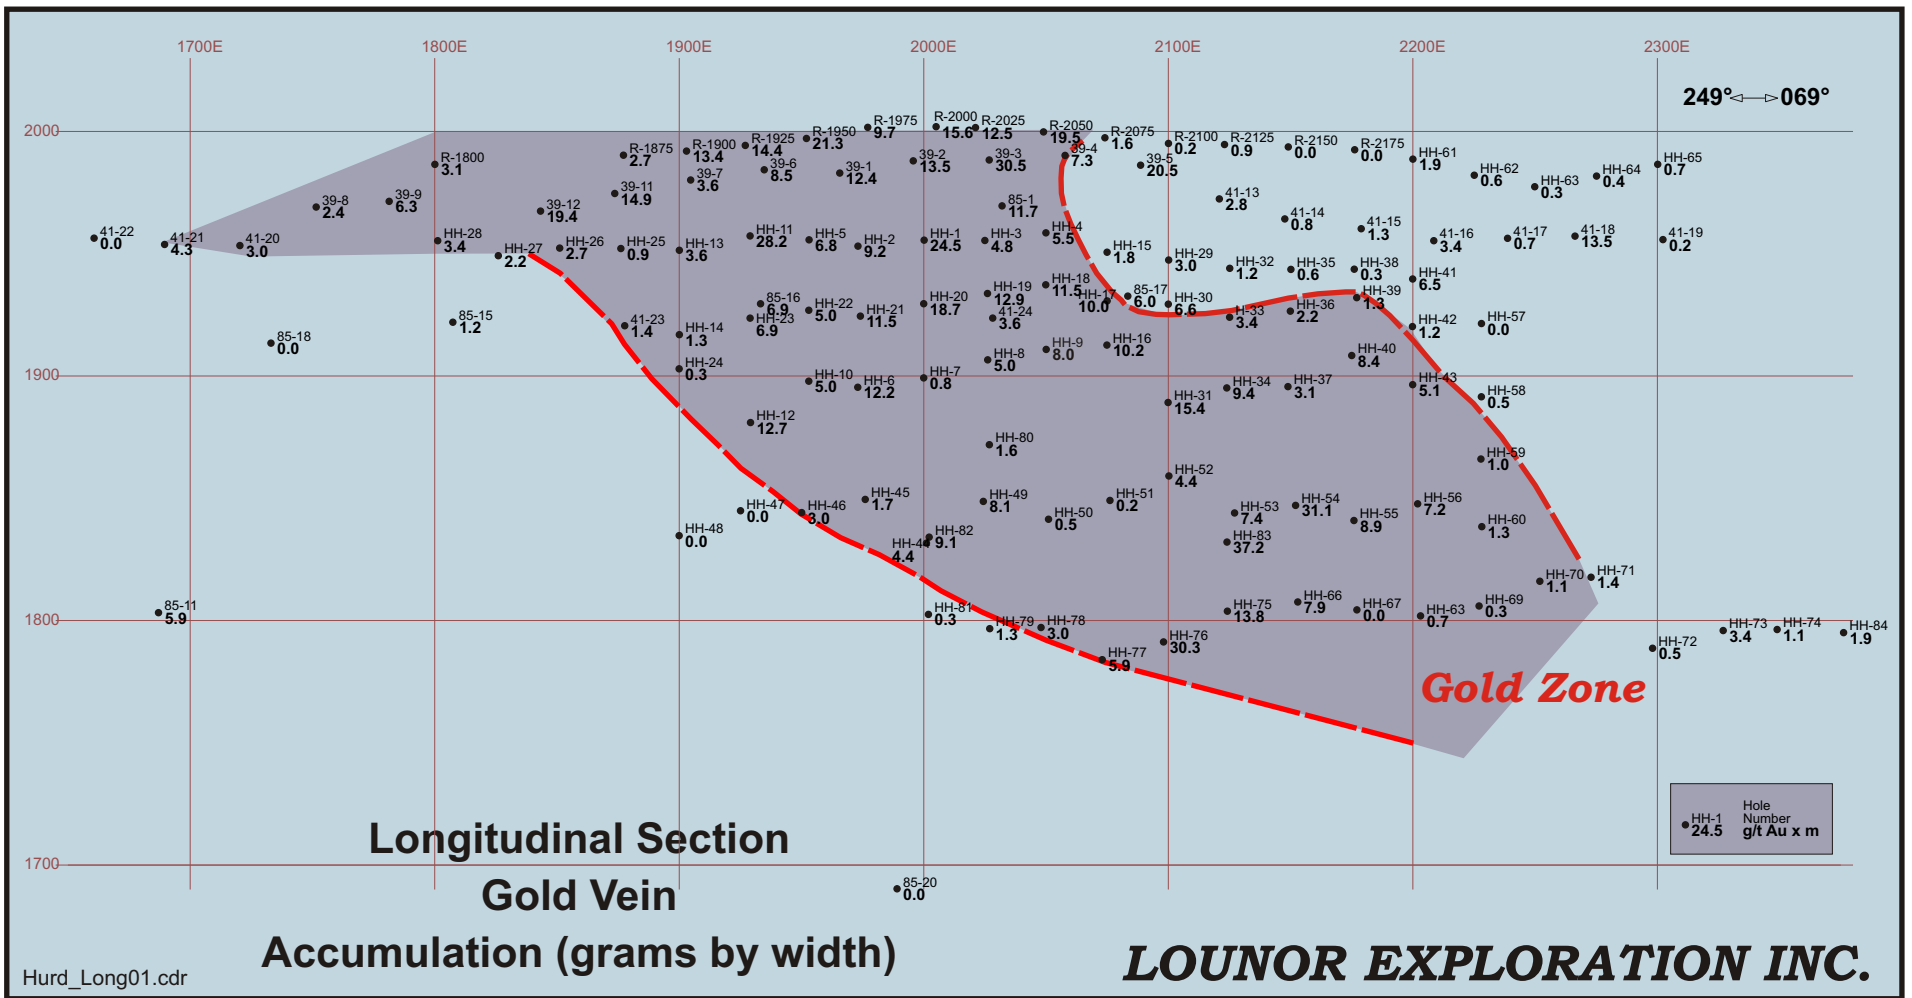 1700E 1800E 1900E 2000E 2100E 2200E 2300E
249° 069°
2000
R-1800
3.1
R-1875
2.7
R-1900
13.4
R-1925
14.4
R-1950
21.3
R-1975
9.7
R-2000
15.6
R-2025
12.5
R-2050
19.5
R-2075
1.6
R-2100
0.2
R-2125
0.9
R-2150
0.0
R-2175
0.0
HH-61
1.9
HH-62
0.6
HH-63
0.3
HH-64
0.4
HH-65
0.7
39-8
2.4
39-9
6.3
39-12
19.4
39-11
14.9
39-7
3.6
39-6
8.5
39-1
12.4
39-2
13.5
39-3
30.5
39-4
7.3
39-5
20.5
85-1
11.7
41-13
2.8
41-14
0.8
41-15
1.3
41-16
3.4
41-17
0.7
41-18
13.5
41-19
0.2
41-22
0.0
41-21
4.3
41-20
3.0
HH-28
3.4
HH-27
2.2
HH-26
2.7
HH-25
0.9
HH-13
3.6
HH-11
28.2
HH-5
6.8
HH-2
9.2
HH-1
24.5
HH-3
4.8
HH-4
5.5
HH-15
1.8
HH-29
3.0
HH-32
1.2
HH-35
0.6
HH-38
0.3
HH-41
6.5
85-18
0.0
85-15
1.2
41-23
1.4
HH-14
1.3
85-16
6.9
HH-23
6.9
HH-22
5.0
HH-21
11.5
HH-20
18.7
HH-19
12.9
41-24
3.6
HH-18
11.5
HH-17
10.0
85-17
6.0
HH-30
6.6
H-33
3.4
HH-36
2.2
HH-39
1.3
HH-42
1.2
HH-57
0.0
1900
HH-24
0.3
HH-10
5.0
HH-6
12.2
HH-7
0.8
HH-8
5.0
HH-9
8.0
HH-16
10.2
HH-31
15.4
HH-34
9.4
HH-37
3.1
HH-40
8.4
HH-43
5.1
HH-58
0.5
HH-12
12.7
HH-80
1.6
HH-52
4.4
HH-59
1.0
HH-48
0.0
HH-47
0.0
HH-46
3.0
HH-45
1.7
HH-44
4.4
HH-82
9.1
HH-49
8.1
HH-50
0.5
HH-51
0.2
HH-53
7.4
HH-83
37.2
HH-54
31.1
HH-55
8.9
HH-56
7.2
HH-60
1.3
1800
85-11
5.9
HH-81
0.3
HH-79
1.3
HH-78
3.0
HH-77
5.9
HH-76
30.3
HH-75
13.8
HH-66
7.9
HH-67
0.0
HH-63
0.7
HH-69
0.3
HH-70
1.1
HH-71
1.4
HH-72
0.5
HH-73
3.4
HH-74
1.1
HH-84
1.9
Gold Zone
HH-1
24.5
Hole
Number
g/t Au x m
1700
85-20
0.0
Longitudinal Section
Gold Vein
Accumulation (grams by width)
LOUNOR EXPLORATION INC.
Hurd_Long01.cdr